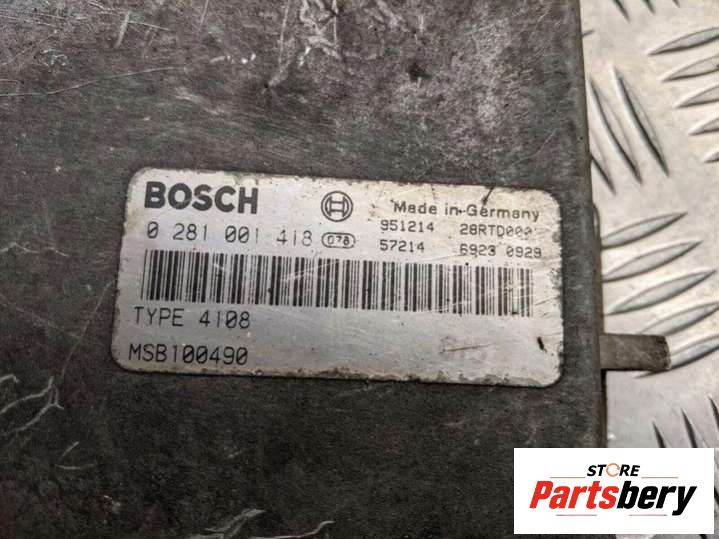 BOSCH Made in Germany
0 281 001 418 078 951214 28RTD000
57214 6923 0929
TYPE 4108
MSB100490
STORE
Partsbery